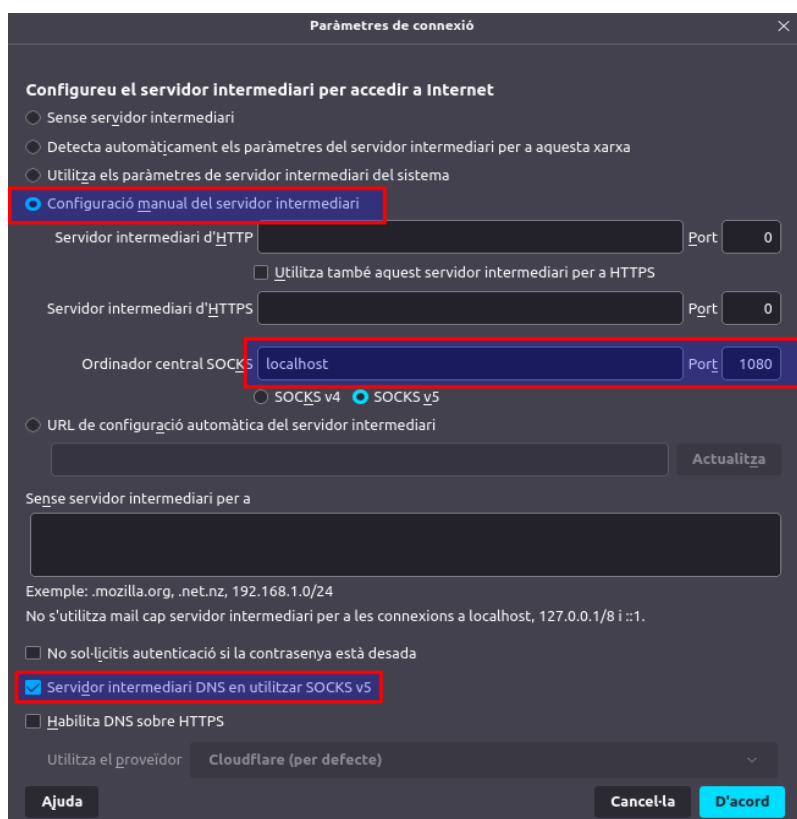 Paràmetres de connexió
Configureu el servidor intermediari per accedir a Internet
Sense servidor intermediari
Detecta automàticament els paràmetres del servidor intermediari per a aquesta xarxa
Utilitza els paràmetres de servidor intermediari del sistema
Configuració manual del servidor intermediari
Servidor intermediari d'HTTP Port 0
Utilitza també aquest servidor intermediari per a HTTPS
Servidor intermediari d'HTTPS Port 0
Ordinador central SOCKS localhost Port 1080
SOCKS v4 SOCKS v5
URL de configuració automàtica del servidor intermediari
Actualitza
Sense servidor intermediari per a
Exemple: .mozilla.org, .net.nz, 192.168.1.0/24
No s'utilitza mail cap servidor intermediari per a les connexions a localhost, 127.0.0.1/8 i ::1.
No sol·licitis autenticació si la contrasenya està desada
Servidor intermediari DNS en utilitzar SOCKS v5
Habilita DNS sobre HTTPS
Utilitza el proveïdor Cloudflare (per defecte)
Ajuda Cancel·la D'acord